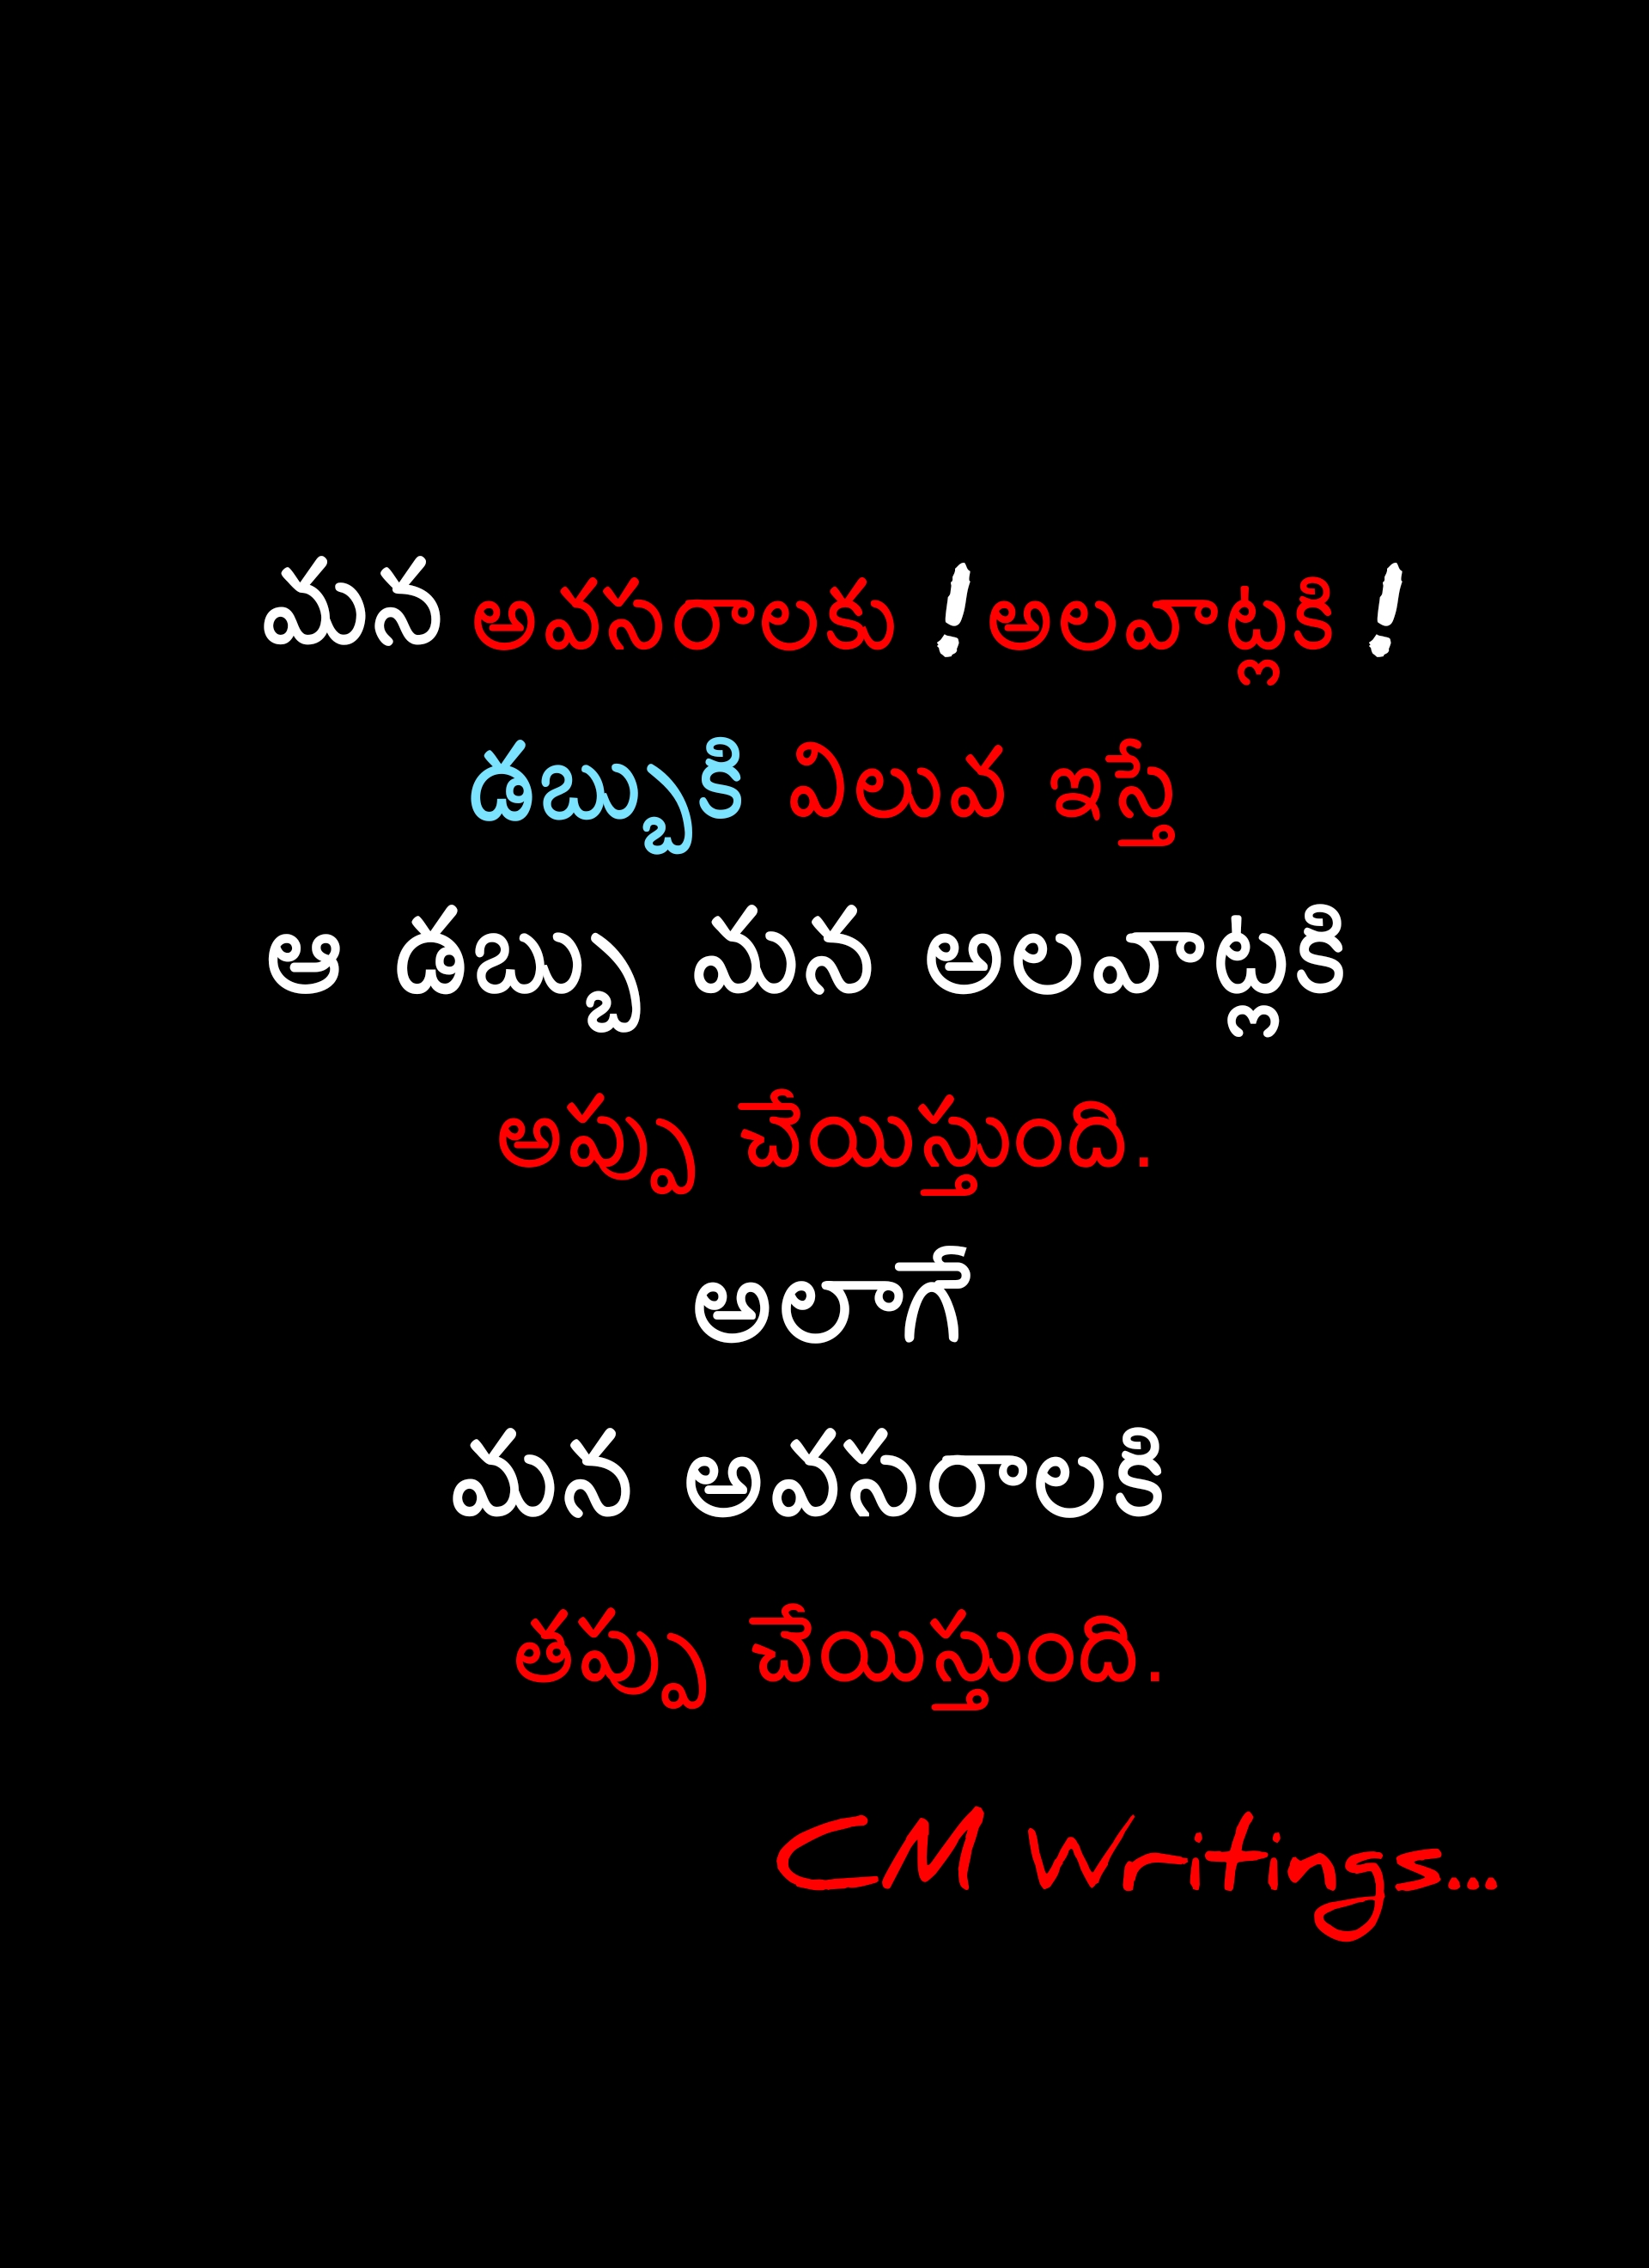 మన అవసరాలకు ! అలవాట్లకి !
డబ్బుకి విలువ ఇస్తే
ఆ డబ్బు మన అలవాట్లకి
అప్పు చేయిస్తుంది.
అలాగే
మన అవసరాలకి
తప్పు చేయిస్తుంది.
CM Writings...